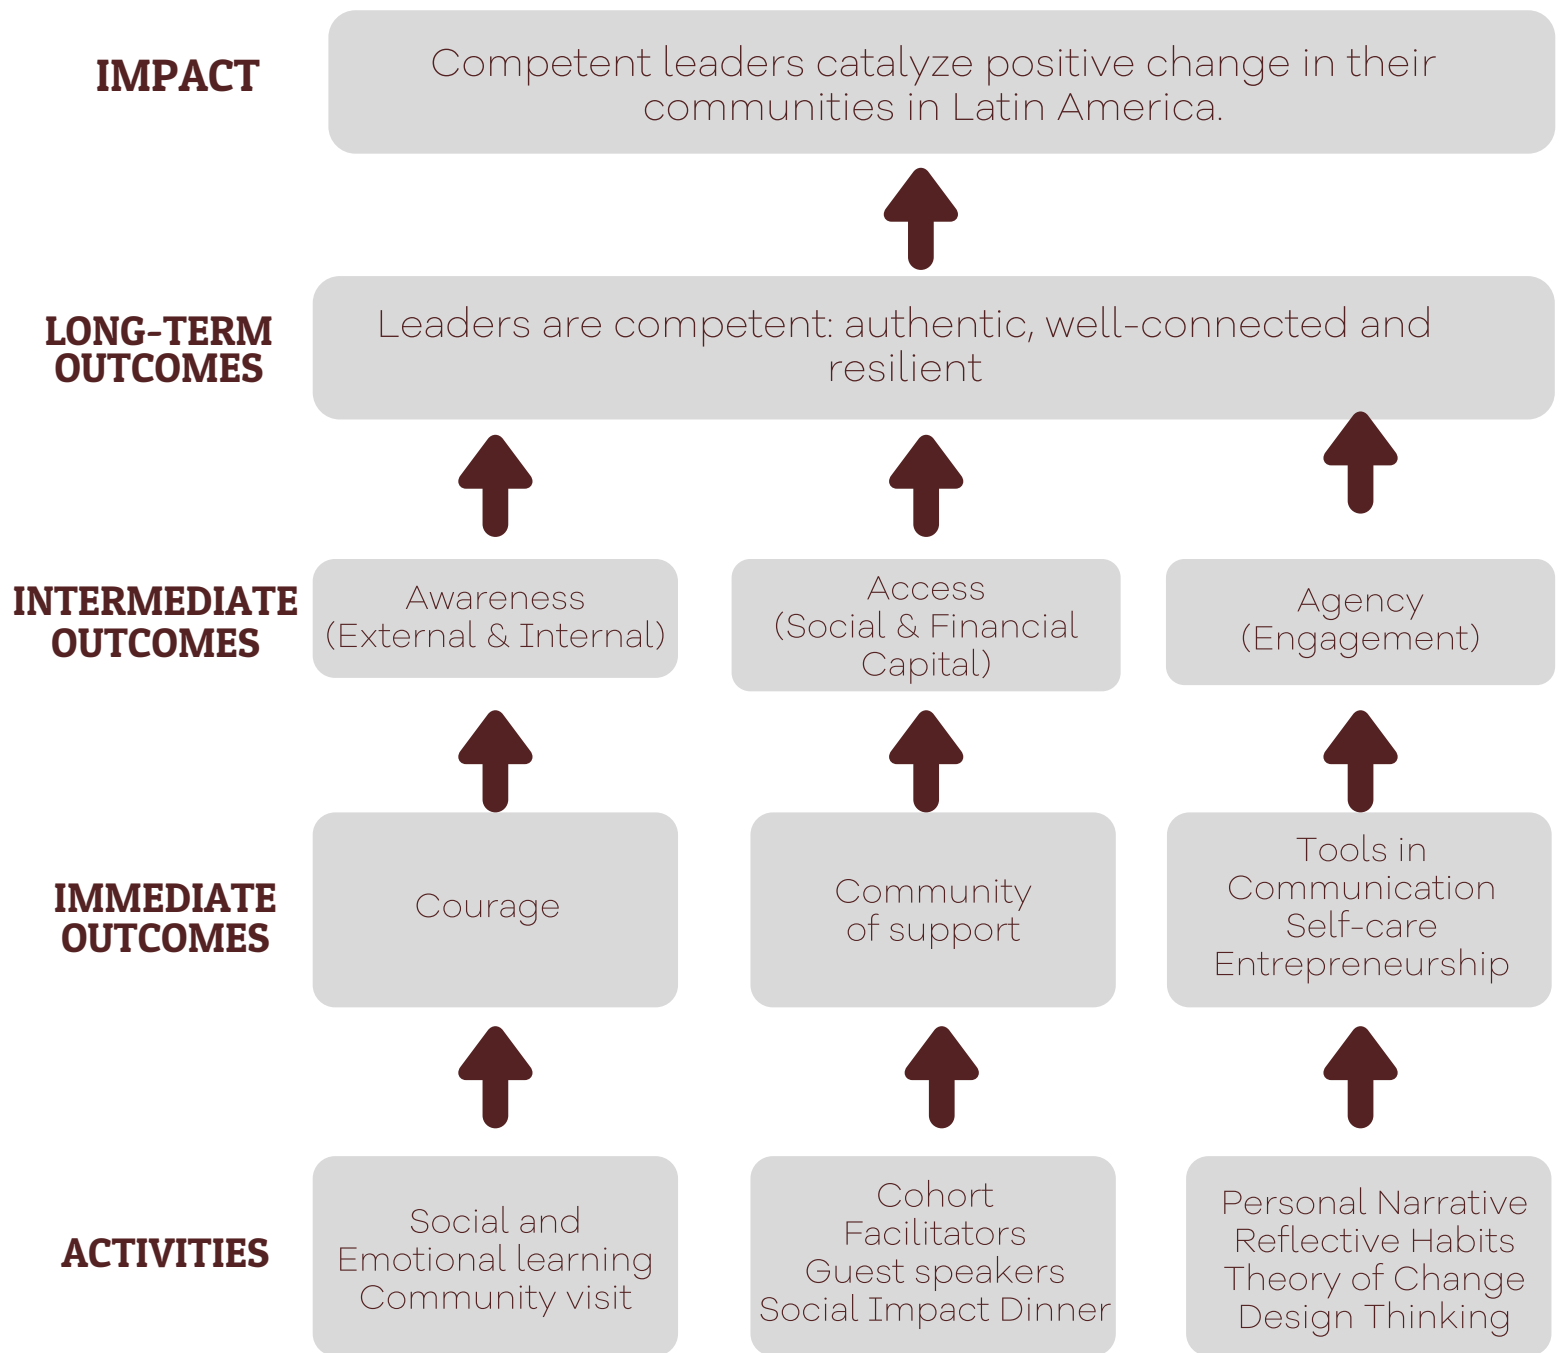 IMPACT
Competent leaders catalyze positive change in their
communities in Latin America.
LONG-TERM
OUTCOMES
Leaders are competent: authentic, well-connected and
resilient
INTERMEDIATE
OUTCOMES
Awareness
(External & Internal)
Access
(Social & Financial
Capital)
Agency
(Engagement)
IMMEDIATE
OUTCOMES
Courage
Community
of support
Tools in
Communication
Self-care
Entrepreneurship
ACTIVITIES
Social and
Emotional learning
Community visit
Cohort
Facilitators
Guest speakers
Social Impact Dinner
Personal Narrative
Reflective Habits
Theory of Change
Design Thinking